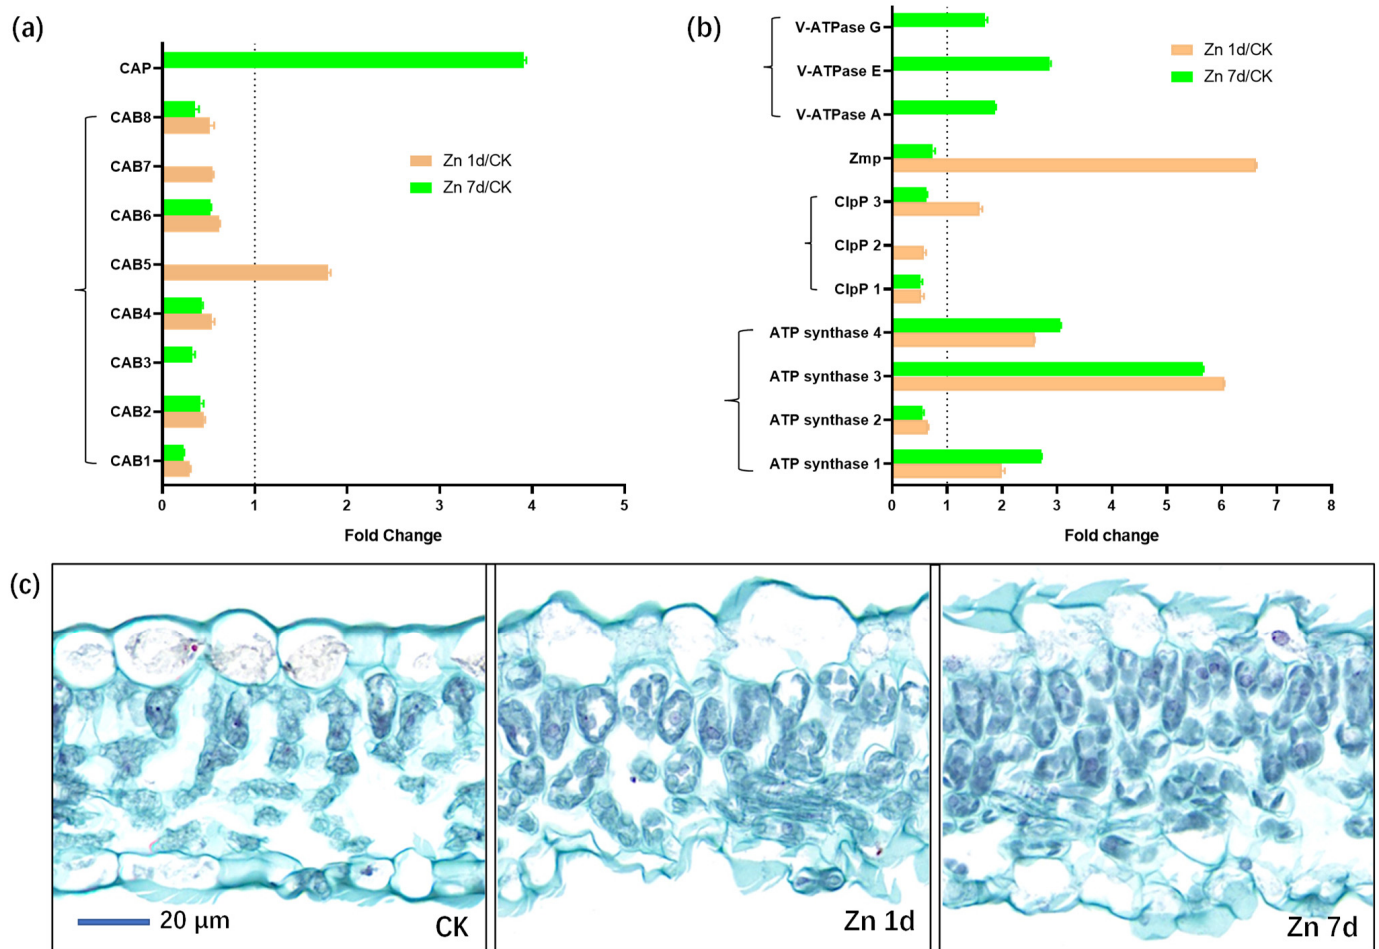 (a)
CAP
CAB8
CAB7
CAB6
CAB5
CAB4
CAB3
CAB2
CAB1
Zn 1d/CK
Zn 7d/CK
0 1 2 3 4 5
Fold Change
(b)
V-ATPase G
V-ATPase E
V-ATPase A
Zmp
ClpP 3
ClpP 2
ClpP 1
ATP synthase 4
ATP synthase 3
ATP synthase 2
ATP synthase 1
Zn 1d/CK
Zn 7d/CK
0 1 2 3 4 5 6 7 8
Fold change
(c)
20 μm
CK
Zn 1d
Zn 7d